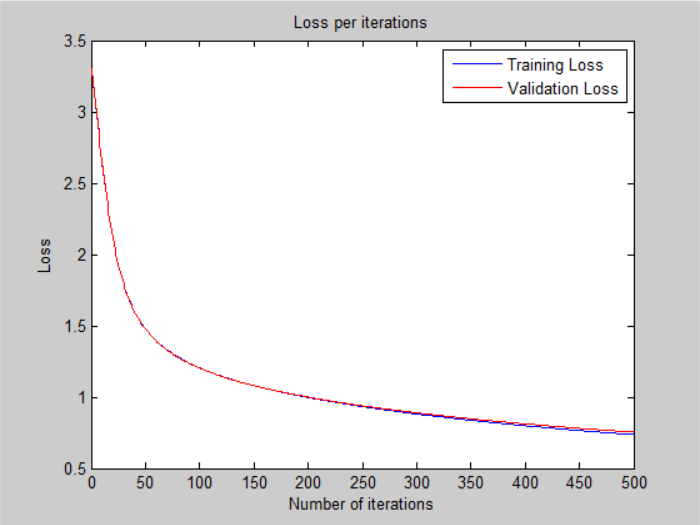 Loss per iterations
3.5
3
2.5
2
1.5
1
0.5
Loss
Training Loss
Validation Loss
0 50 100 150 200 250 300 350 400 450 500
Number of iterations